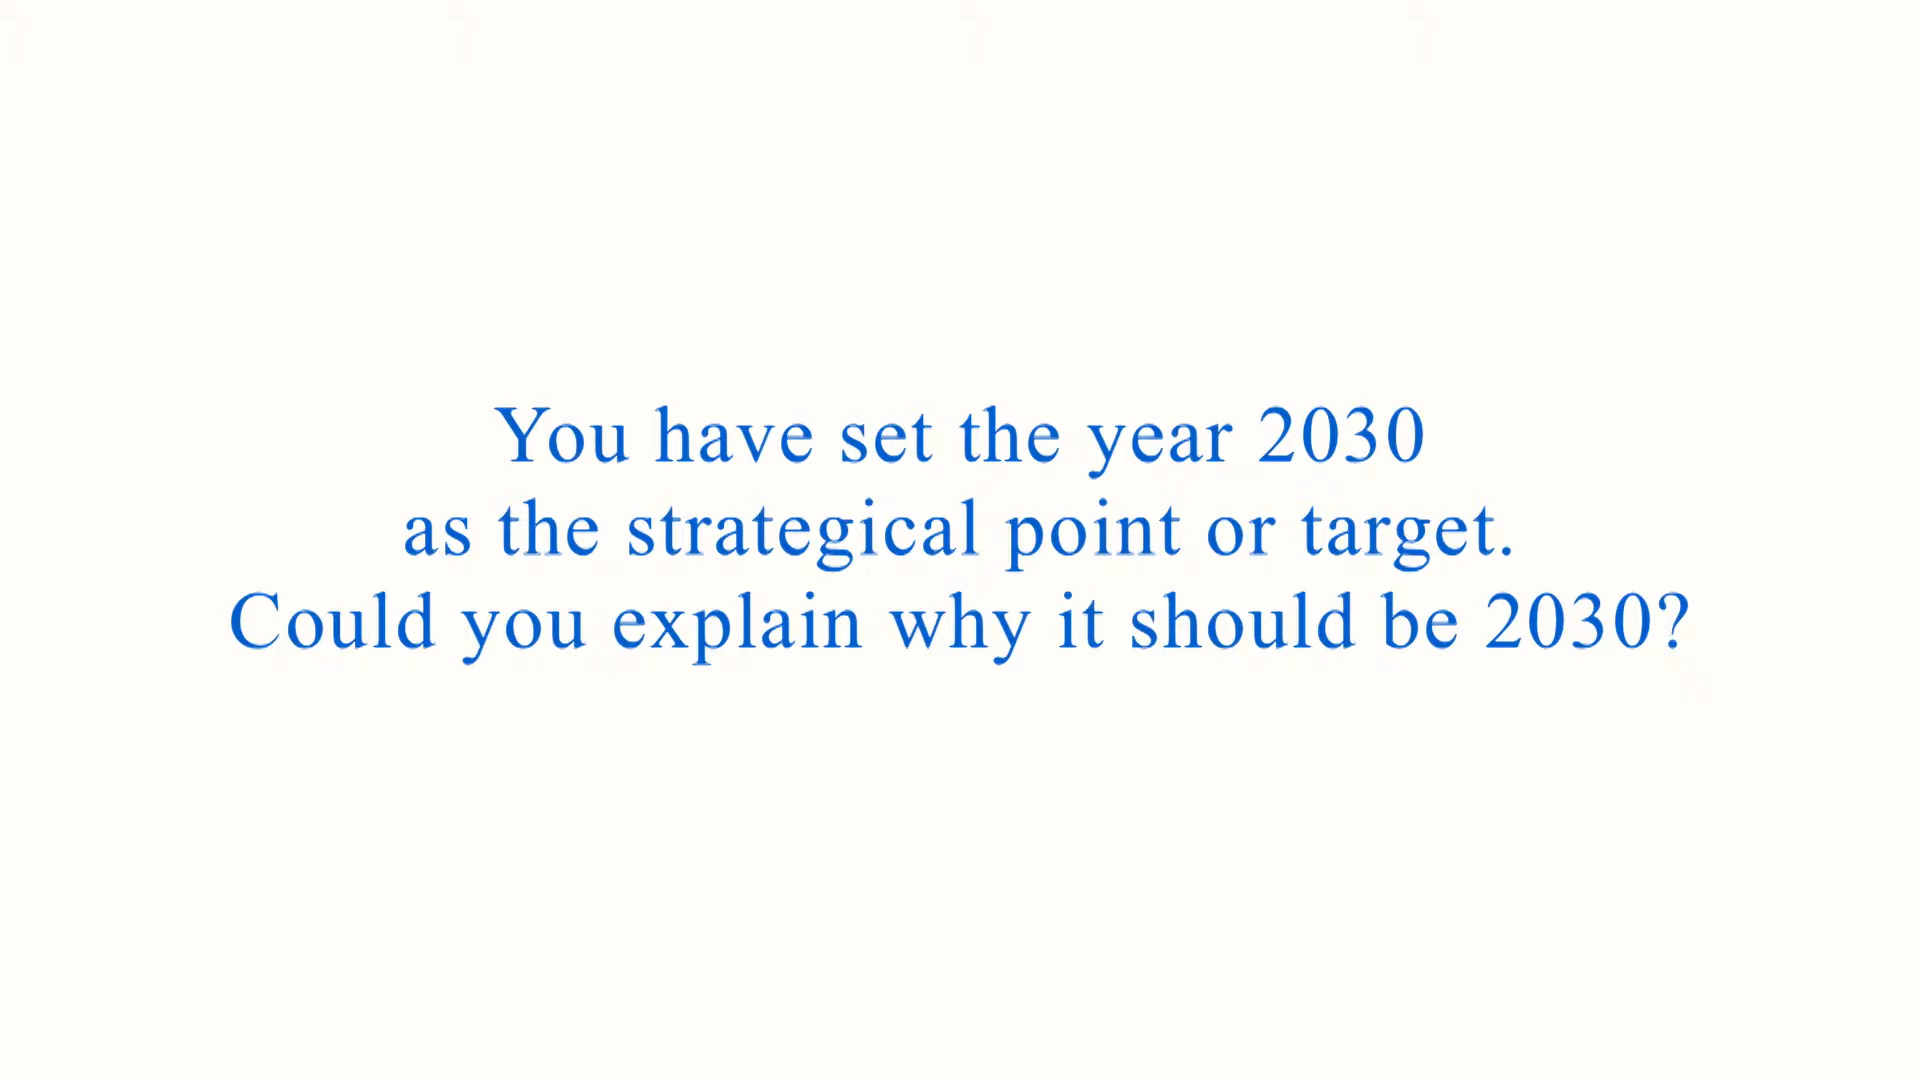 You have set the year 2030
as the strategical point or target.
Could you explain why it should be 2030?